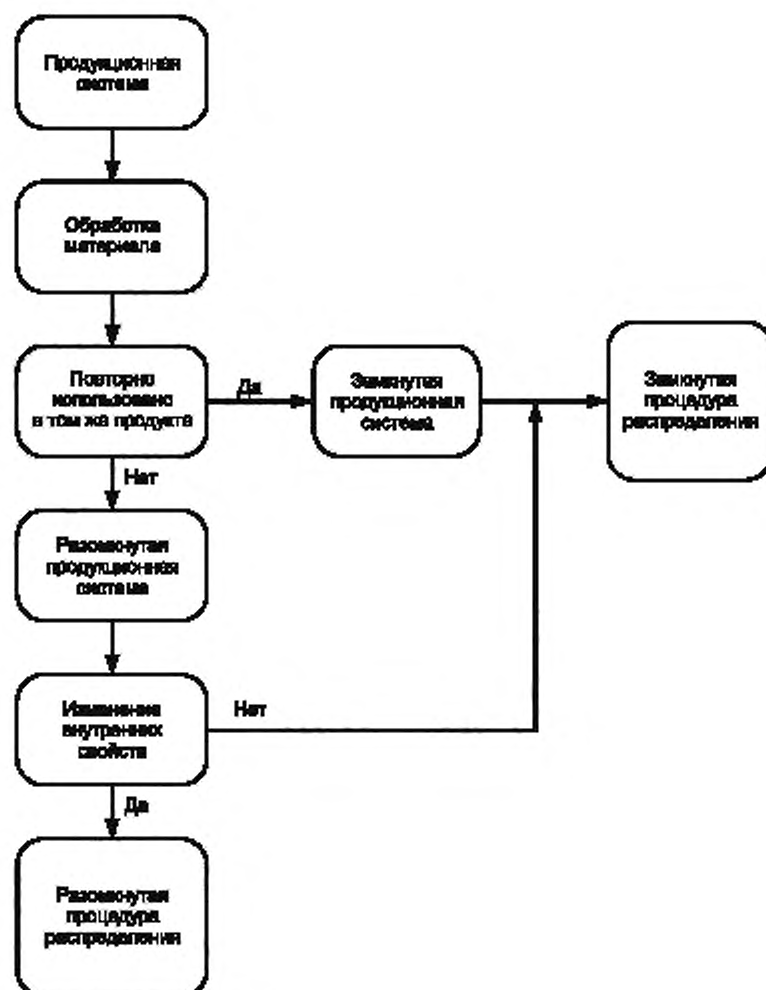 Продукционная
система
Обработка
материала
Повторно
использовано
в том же продукте
Да
Замкнутая
продукционная
система
Замкнутая
процедура
распределения
Нет
Разомкнутая
продукционная
система
Изменение
внутренних
свойств
Нет
Да
Разомкнутая
процедура
распределения